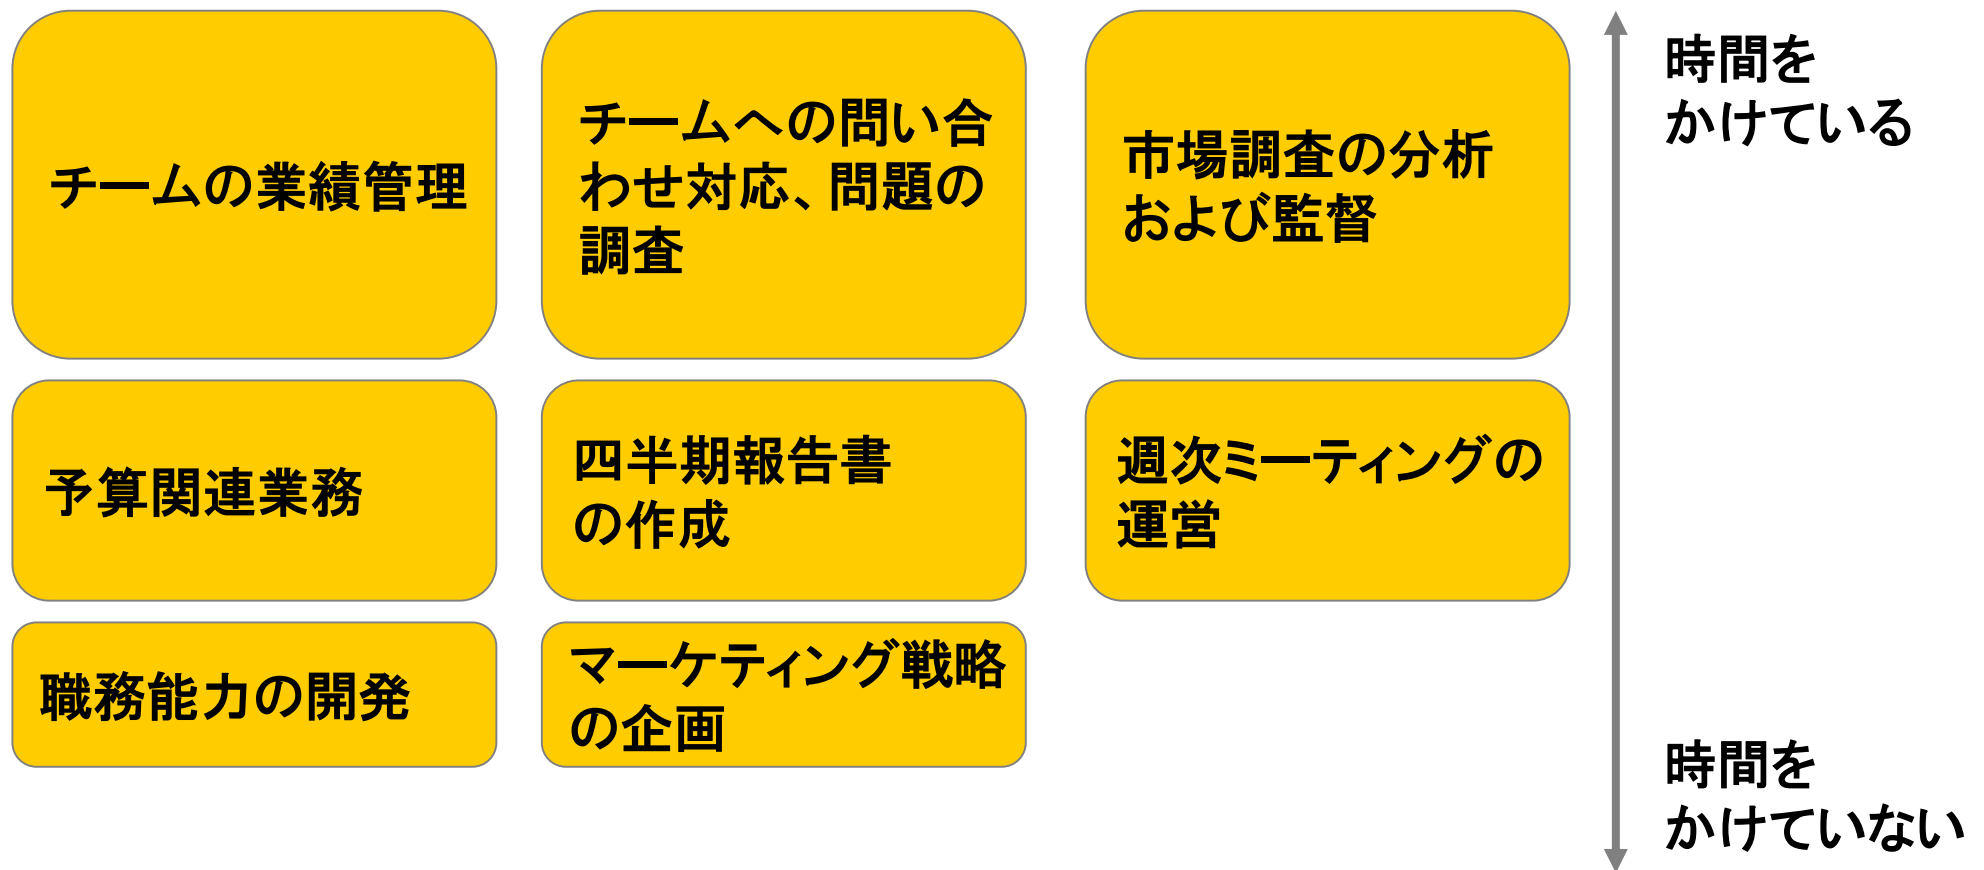 チームの業績管理
チームへの問い合
わせ対応、問題の
調査
市場調査の分析
および監督
時間を
かけている
予算関連業務
四半期報告書
の作成
週次ミーティングの
運営
職務能力の開発
マーケティング戦略
の企画
時間を
かけていない